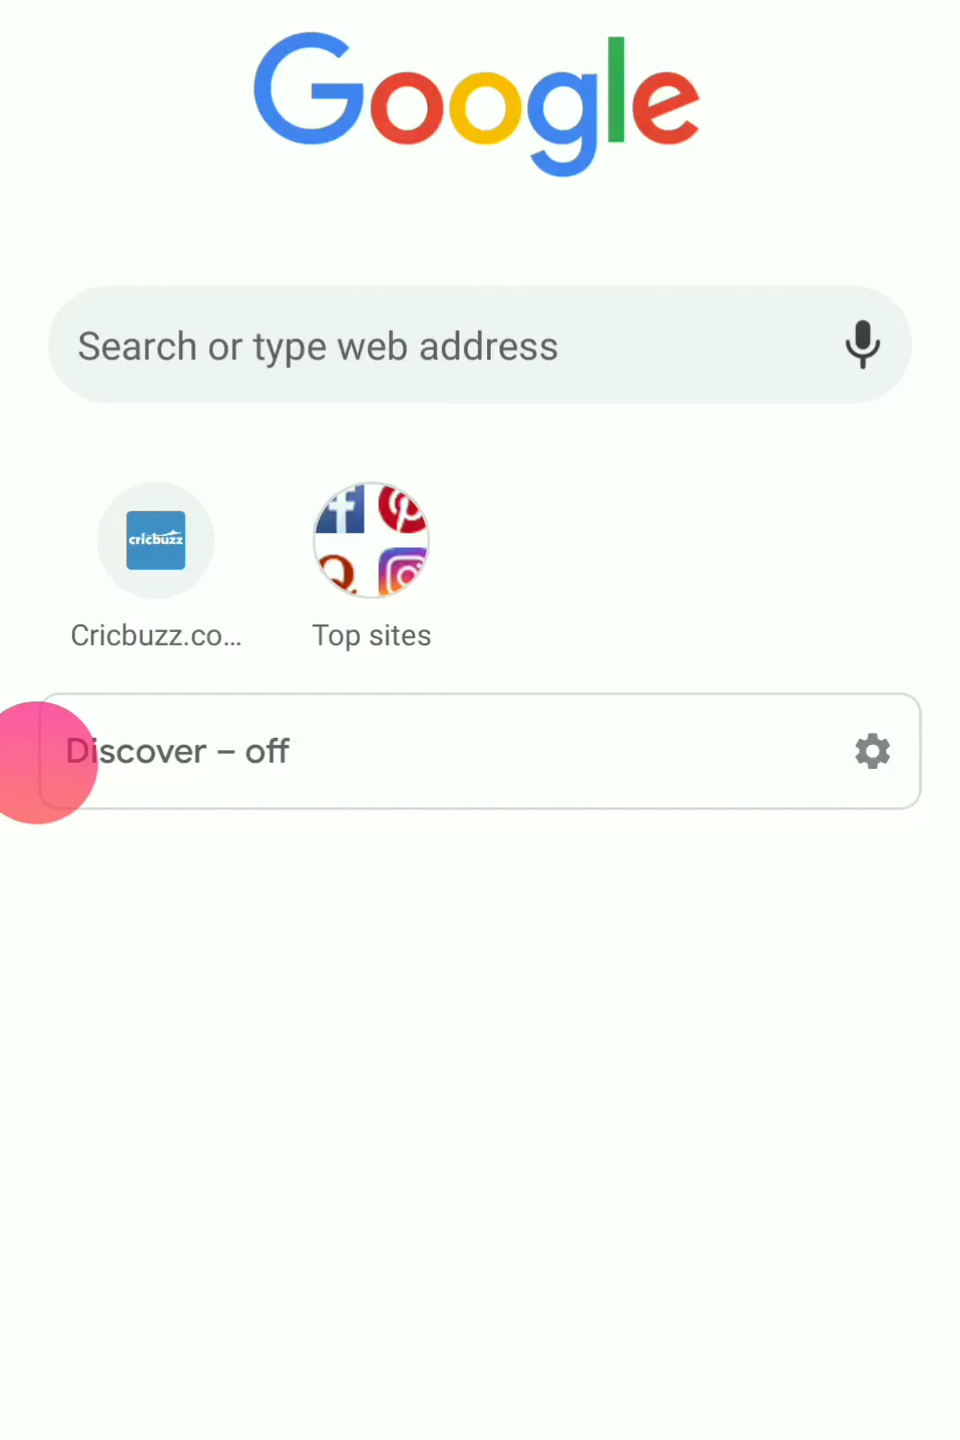 Google
Search or type web address
cricbuzz
Cricbuzz.co...
Top sites
Discover – off